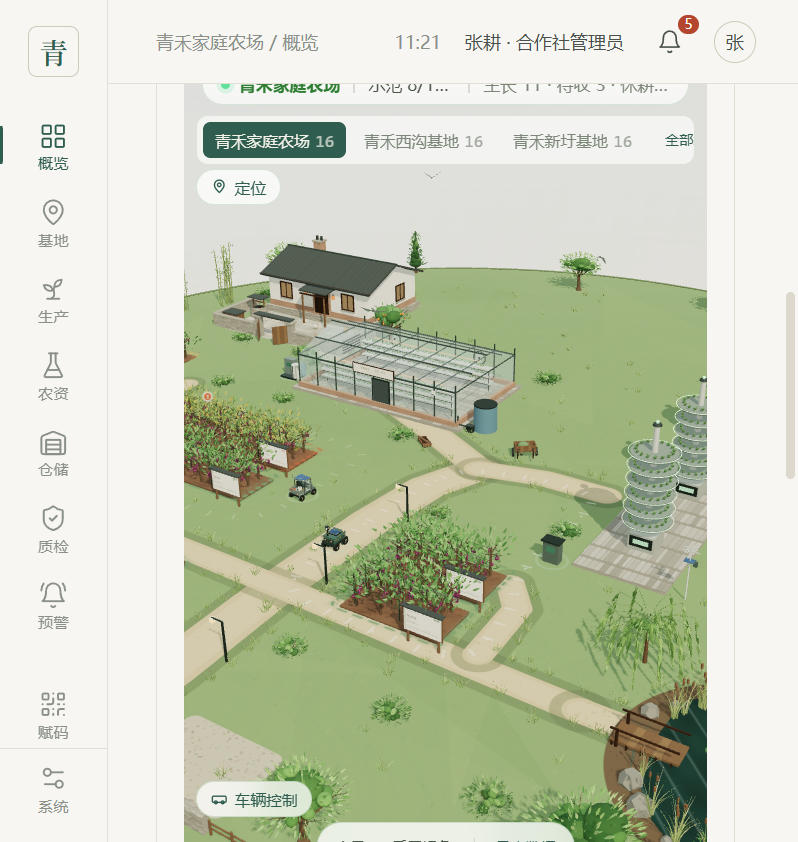 青
青禾家庭农场 / 概览
11:21
张耕 · 合作社管理员
5
张
概览
基地
生产
农资
仓储
质检
预警
赋码
系统
青禾家庭农场
青禾家庭农场 16
青禾西沟基地 16
青禾新圩基地 16
全部
定位
车辆控制